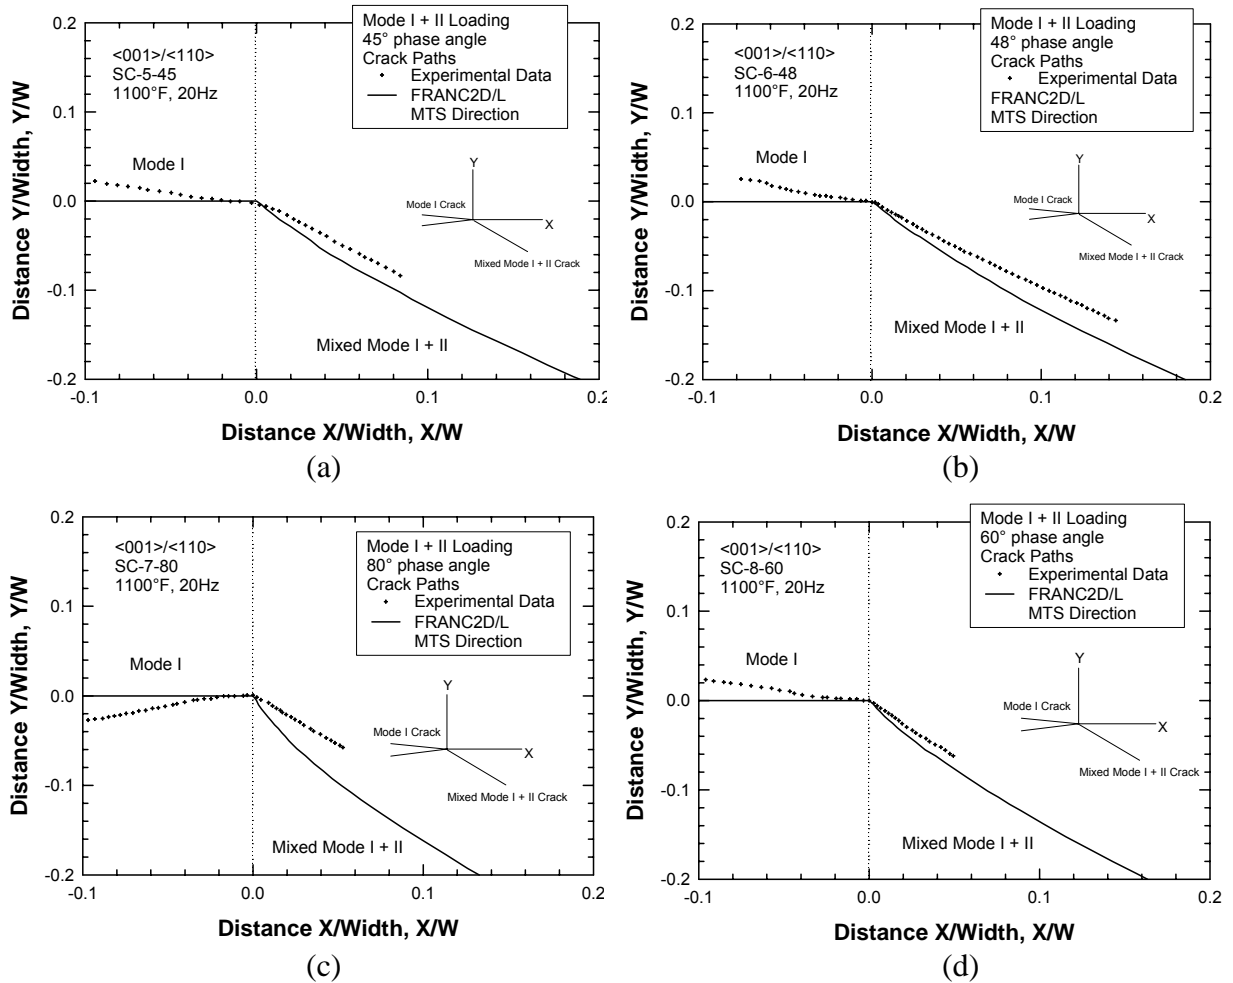 0.2
0.1
0.0
-0.1
-0.2
-0.1
0.0
0.1
0.2
Distance Y/Width, Y/W
Distance X/Width, X/W
<001>/<110>
SC-5-45
1100°F, 20Hz
Mode I + II Loading
45° phase angle
Crack Paths
Experimental Data
FRANC2D/L
MTS Direction
Mode I
Y
Mode I Crack
X
Mixed Mode I + II Crack
Mixed Mode I + II
(a)
0.2
0.1
0.0
-0.1
-0.2
-0.1
0.0
0.1
0.2
Distance Y/Width, Y/W
Distance X/Width, X/W
<001>/<110>
SC-6-48
1100°F, 20Hz
Mode I + II Loading
48° phase angle
Crack Paths
Experimental Data
FRANC2D/L
MTS Direction
Mode I
Y
Mode I Crack
X
Mixed Mode I + II Crack
Mixed Mode I + II
(b)
0.2
0.1
0.0
-0.1
-0.2
-0.1
0.0
0.1
0.2
Distance Y/Width, Y/W
Distance X/Width, X/W
<001>/<110>
SC-7-80
1100°F, 20Hz
Mode I + II Loading
80° phase angle
Crack Paths
Experimental Data
FRANC2D/L
MTS Direction
Mode I
Y
Mode I Crack
X
Mixed Mode I + II Crack
Mixed Mode I + II
(c)
0.2
0.1
0.0
-0.1
-0.2
-0.1
0.0
0.1
0.2
Distance Y/Width, Y/W
Distance X/Width, X/W
<001>/<110>
SC-8-60
1100°F, 20Hz
Mode I + II Loading
60° phase angle
Crack Paths
Experimental Data
FRANC2D/L
MTS Direction
Mode I
Y
Mode I Crack
X
Mixed Mode I + II Crack
Mixed Mode I + II
(d)